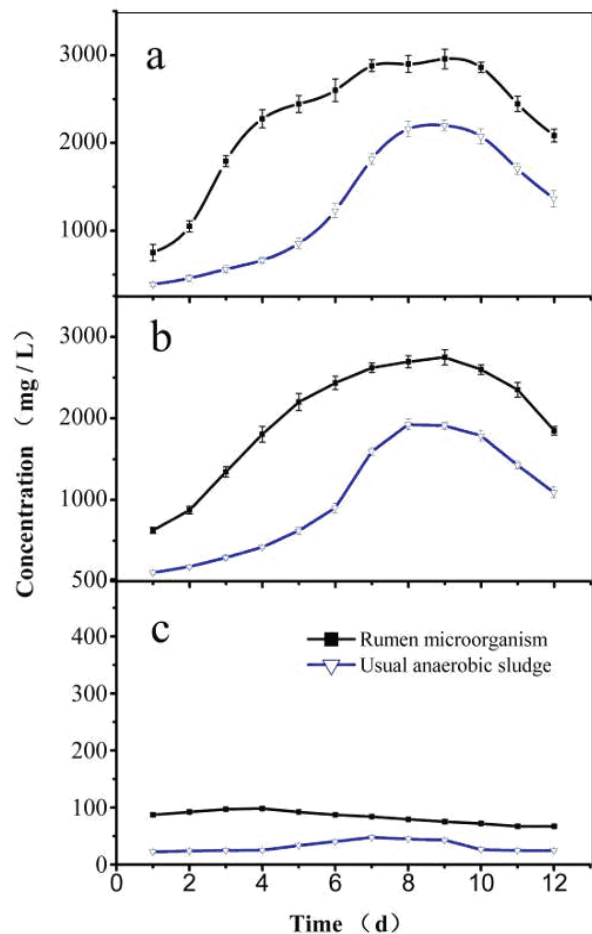 a
3000
2000
1000
b
3000
2000
1000
500
c
Rumen microorganism
Usual anaerobic sludge
400
300
200
100
0
0 2 4 6 8 10 12
Time （d）
Concentration （mg / L）